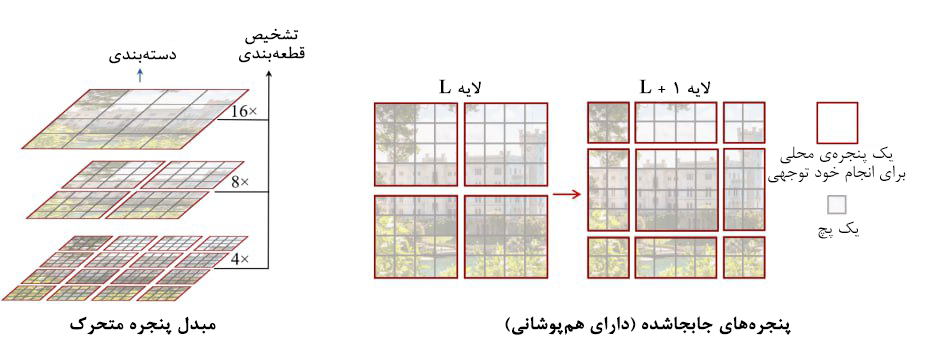 تشخیص
قطعه‌بندی
دسته‌بندی
16×
8×
4×
مبدل پنجره متحرک
لایه L
لایه L + ۱
یک پنجره‌ی محلی
برای انجام خود توجهی
یک پچ
پنجره‌های جابجاشده (دارای هم‌پوشانی)